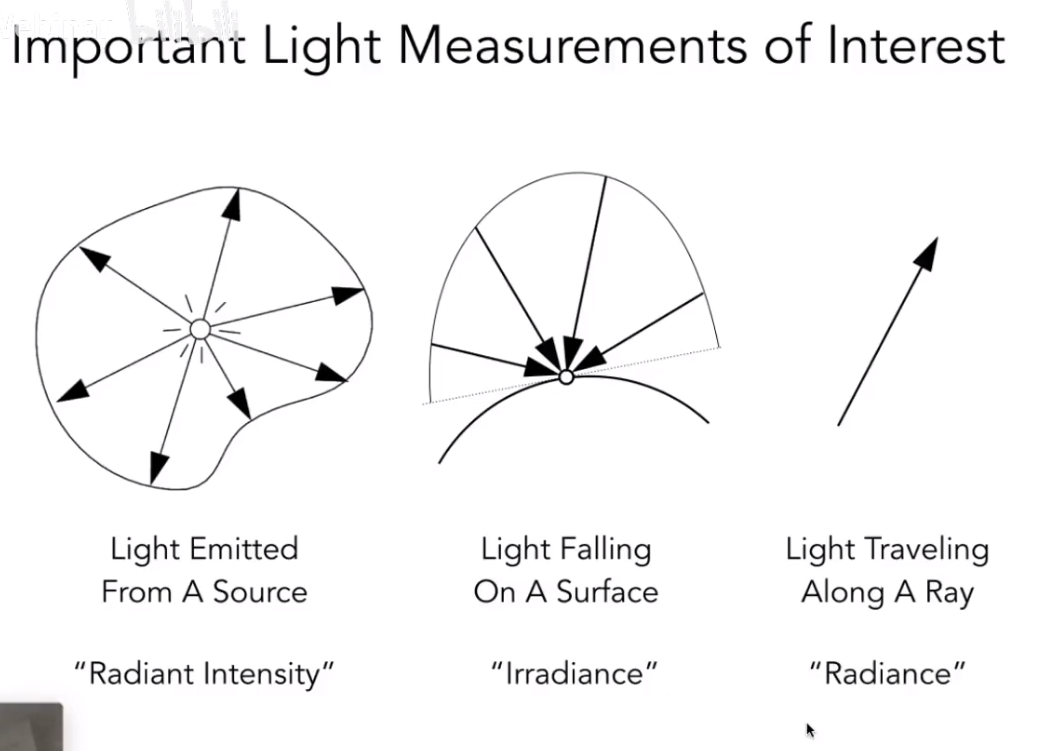 Important Light Measurements of Interest
Light Emitted
From A Source
Light Falling
On A Surface
Light Traveling
Along A Ray
“Radiant Intensity”
“Irradiance”
“Radiance”